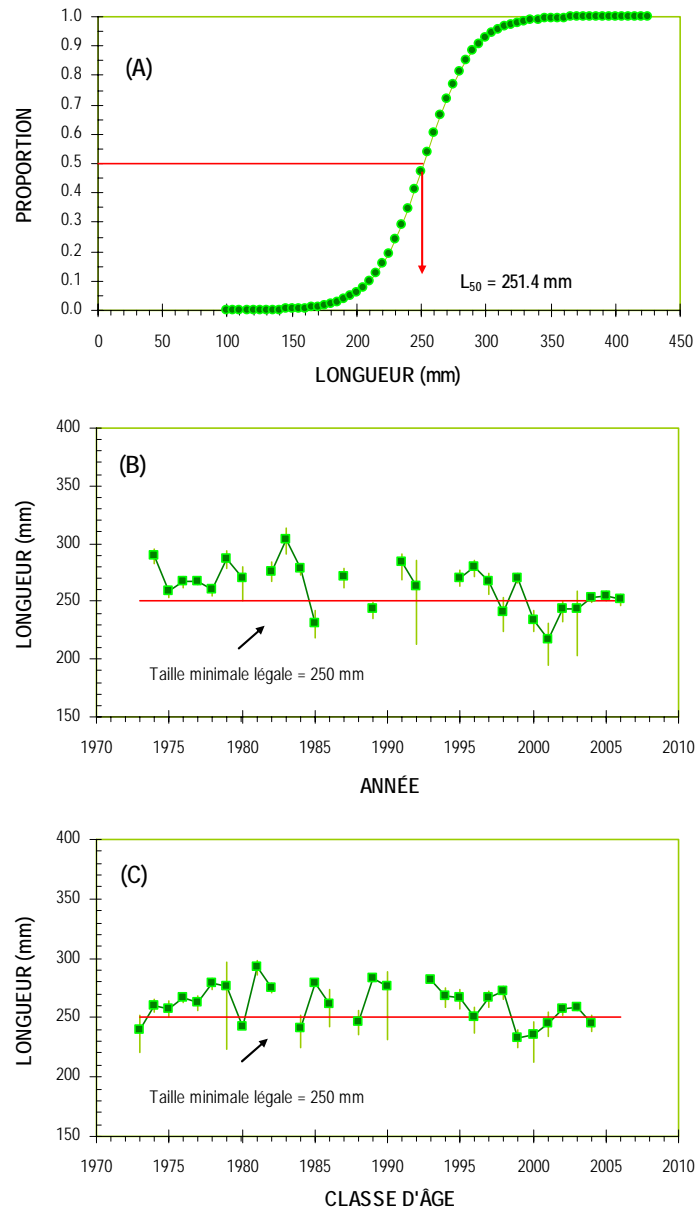 (A)
PROPORTION
1.0
0.9
0.8
0.7
0.6
0.5
0.4
0.3
0.2
0.1
0.0
L50 = 251.4 mm
0 50 100 150 200 250 300 350 400 450
LONGUEUR (mm)
(B)
LONGUEUR (mm)
400
350
300
250
200
150
Taille minimale légale = 250 mm
1970 1975 1980 1985 1990 1995 2000 2005 2010
ANNÉE
(C)
LONGUEUR (mm)
400
350
300
250
200
150
Taille minimale légale = 250 mm
1970 1975 1980 1985 1990 1995 2000 2005 2010
CLASSE D'ÂGE